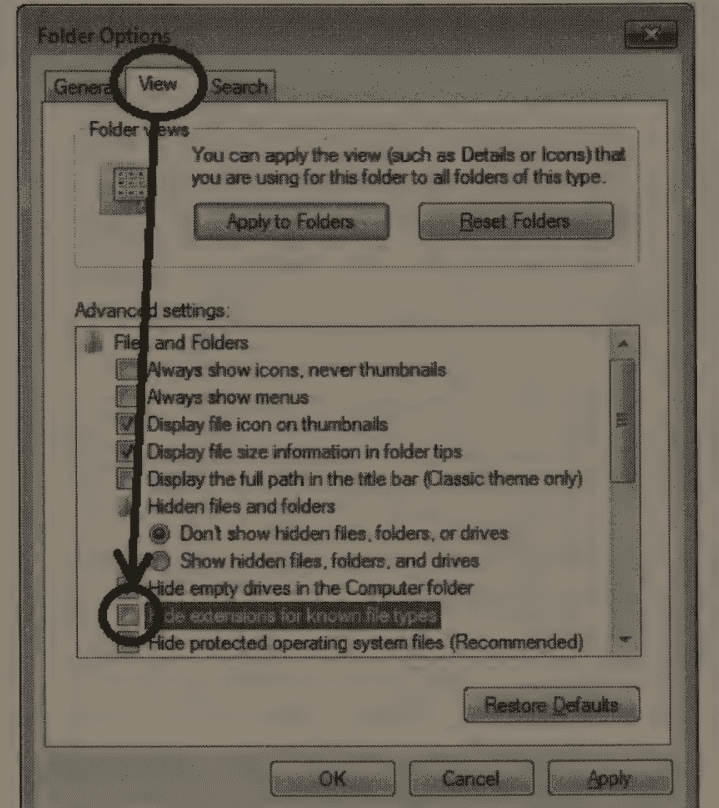 Folder Options
General
View
Search
Folder views
You can apply the view (such as Details or Icons) that
you are using for this folder to all folders of this type.
Apply to Folders
Reset Folders
Advanced settings:
Files and Folders
Always show icons, never thumbnails
Always show menus
Display file icon on thumbnails
Display file size information in folder tips
Display the full path in the title bar (Classic theme only)
Hidden files and folders
Don't show hidden files, folders, or drives
Show hidden files, folders, and drives
Hide empty drives in the Computer folder
Hide extensions for known file types
Hide protected operating system files (Recommended)
Restore Defaults
OK
Cancel
Apply